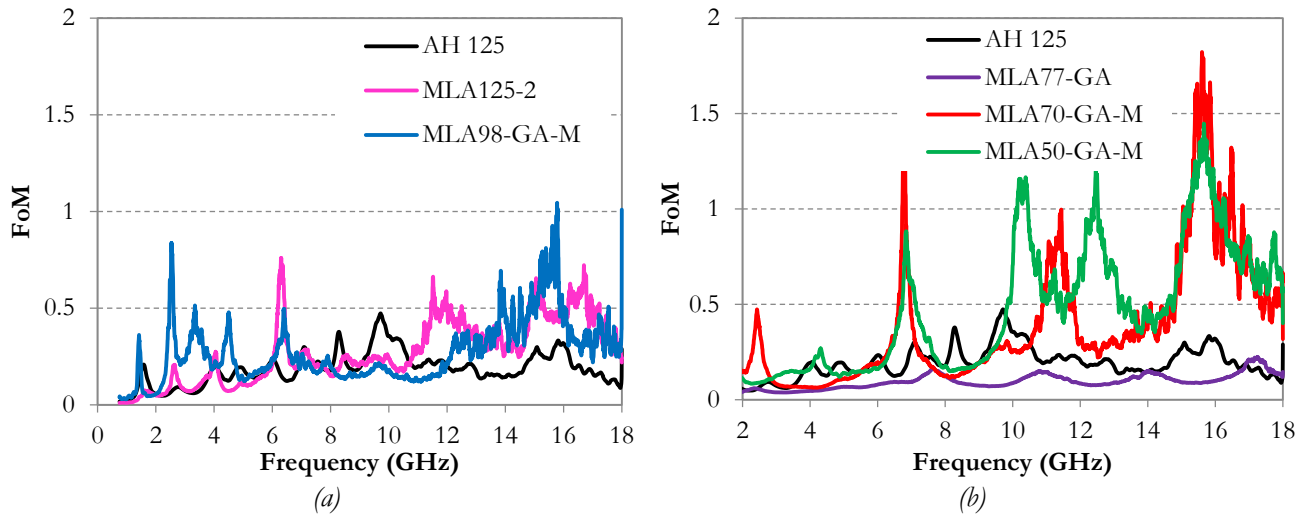 2
1.5
1
0.5
0
FoM
AH 125
MLA125-2
MLA98-GA-M
0 2 4 6 8 10 12 14 16 18
Frequency (GHz)
(a)
2
1.5
1
0.5
0
FoM
AH 125
MLA77-GA
MLA70-GA-M
MLA50-GA-M
2 4 6 8 10 12 14 16 18
Frequency (GHz)
(b)